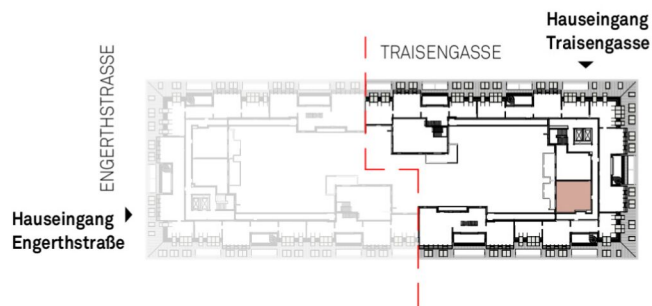 Hauseingang
Traisengasse
TRAISENGASSE
ENGERTHSTRASSE
Hauseingang
Engerthstraße